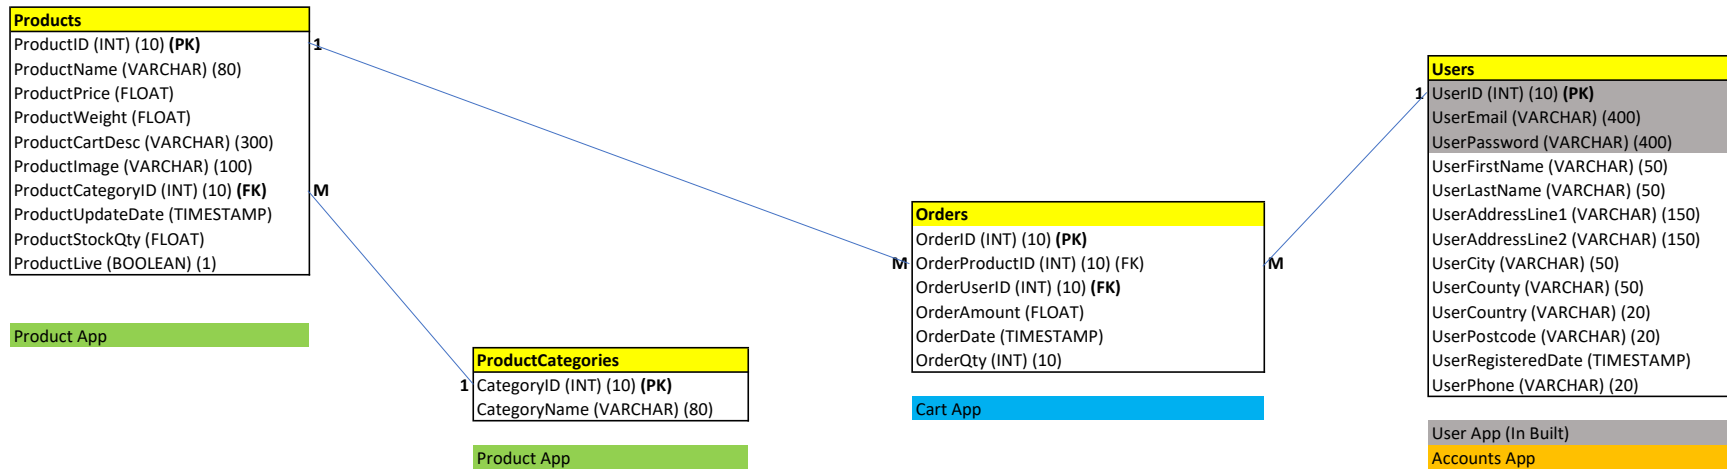 Products
ProductID (INT) (10) (PK)
ProductName (VARCHAR) (80)
ProductPrice (FLOAT)
ProductWeight (FLOAT)
ProductCartDesc (VARCHAR) (300)
ProductImage (VARCHAR) (100)
ProductCategoryID (INT) (10) (FK)
ProductUpdateDate (TIMESTAMP)
ProductStockQty (FLOAT)
ProductLive (BOOLEAN) (1)
1
M
Product App
ProductCategories
1
CategoryID (INT) (10) (PK)
CategoryName (VARCHAR) (80)
Product App
Orders
OrderID (INT) (10) (PK)
M
OrderProductID (INT) (10) (FK)
M
OrderUserID (INT) (10) (FK)
OrderAmount (FLOAT)
OrderDate (TIMESTAMP)
OrderQty (INT) (10)
Cart App
Users
1
UserID (INT) (10) (PK)
UserEmail (VARCHAR) (400)
UserPassword (VARCHAR) (400)
UserFirstName (VARCHAR) (50)
UserLastName (VARCHAR) (50)
UserAddressLine1 (VARCHAR) (150)
UserAddressLine2 (VARCHAR) (150)
UserCity (VARCHAR) (50)
UserCounty (VARCHAR) (50)
UserCountry (VARCHAR) (20)
UserPostcode (VARCHAR) (20)
UserRegisteredDate (TIMESTAMP)
UserPhone (VARCHAR) (20)
User App (In Built)
Accounts App